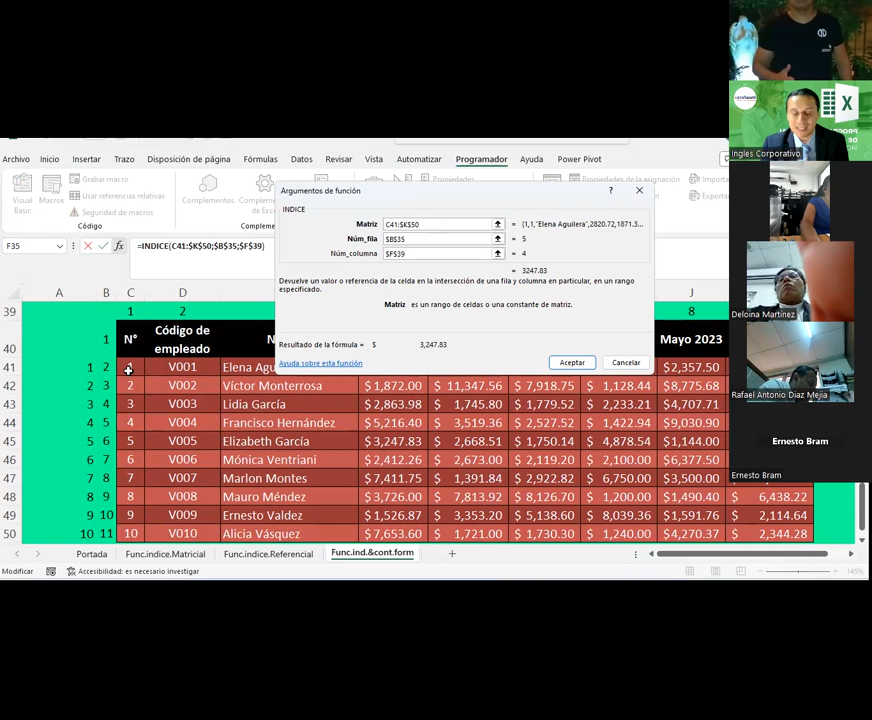 Ingles Corporativo
Archivo Inicio Insertar Trazo Disposición de página Fórmulas Datos Revisar Vista Automatizar Programador Ayuda Power Pivot
Visual Basic
Macros
Grabar macro
Usar referencias relativas
Seguridad de macros
Código
Complementos
Propiedades
Argumentos de función ? ×
INDICE
Matriz C41:$K$50 = {1,1,"Elena Aguilera",2820.72,1871.3...
Núm_fila $B$35 = 5
Núm_columna $F$39 = 4
= 3247.83
Devuelve un valor o referencia de la celda en la intersección de una fila y columna en particular, en un rango
especificado.
Matriz es un rango de celdas o una constante de matriz.
Resultado de la fórmula = $ 3,247.83
Ayuda sobre esta función
Aceptar Cancelar
F35 =INDICE(C41:$K$50;$B$35;$F$39)
A B C D J
39 1 2 8
40 1 N° Código de empleado Mayo 2023
41 1 2 1 V001 $2,357.50
42 2 3 2 V002 Víctor Monterrosa $1,872.00 $ 11,347.56 $ 7,918.75 $ 1,128.44 $8,775.68
43 3 4 3 V003 Lidia García $2,863.98 $ 1,745.80 $ 1,779.52 $ 2,233.21 $4,707.71
44 4 5 4 V004 Francisco Hernández $5,216.40 $ 3,519.36 $ 2,527.52 $ 1,422.94 $9,030.90
45 5 6 5 V005 Elizabeth García $3,247.83 $ 2,668.51 $ 1,750.14 $ 4,878.54 $1,144.00
46 6 7 6 V006 Mónica Ventriani $2,412.26 $ 2,673.00 $ 2,119.20 $ 2,100.00 $6,377.50
47 7 8 7 V007 Marlon Montes $7,411.75 $ 1,391.84 $ 2,922.82 $ 6,750.00 $3,500.00
48 8 9 8 V008 Mauro Méndez $3,726.00 $ 7,813.92 $ 8,126.70 $ 1,200.00 $1,490.40 $ 6,438.22
49 9 10 9 V009 Ernesto Valdez $1,526.87 $ 3,353.20 $ 5,138.60 $ 8,039.36 $1,591.76 $ 2,114.64
50 10 11 10 V010 Alicia Vásquez $7,653.60 $ 1,721.00 $ 1,730.30 $ 1,240.00 $4,270.37 $ 2,344.28
Portada Func.indice.Matricial Func.indice.Referencial Func.ind.&cont.form +
Modificar Accesibilidad: es necesario investigar 145%
Deloina Martínez
Rafael Antonio Diaz Mejia
Ernesto Bram
Ernesto Bram